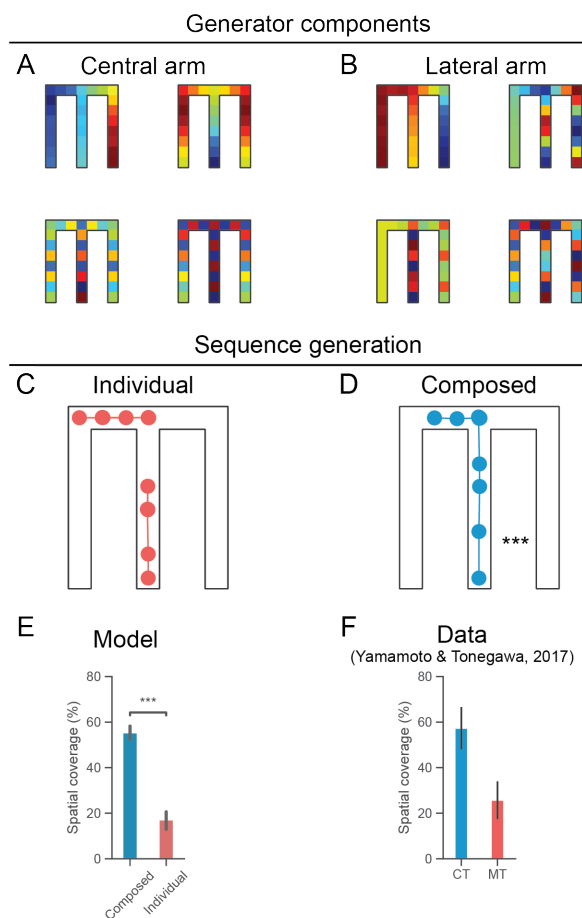 Generator components
A Central arm
B Lateral arm
Sequence generation
C Individual
D Composed
***
E Model
Spatial coverage (%)
80
60
40
20
0
***
Composed
Individual
F Data
(Yamamoto & Tonegawa, 2017)
Spatial coverage (%)
80
60
40
20
0
CT MT